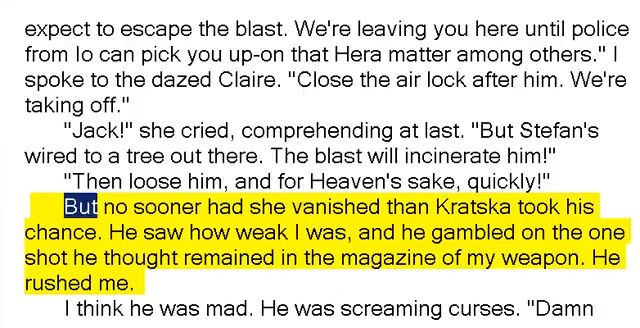 expect to escape the blast. We're leaving you here until police
from Io can pick you up-on that Hera matter among others." I
spoke to the dazed Claire. "Close the air lock after him. We're
taking off."
"Jack!" she cried, comprehending at last. "But Stefan's
wired to a tree out there. The blast will incinerate him!"
"Then loose him, and for Heaven's sake, quickly!"
But no sooner had she vanished than Kratska took his
chance. He saw how weak I was, and he gambled on the one
shot he thought remained in the magazine of my weapon. He
rushed me.
I think he was mad. He was screaming curses. "Damn